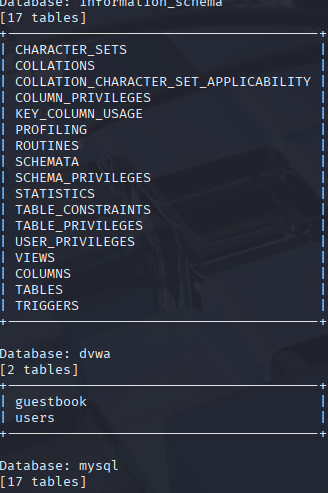 Database: information_schema
[17 tables]
+---------------------------------------+
| CHARACTER_SETS |
| COLLATIONS |
| COLLATION_CHARACTER_SET_APPLICABILITY |
| COLUMN_PRIVILEGES |
| KEY_COLUMN_USAGE |
| PROFILING |
| ROUTINES |
| SCHEMATA |
| SCHEMA_PRIVILEGES |
| STATISTICS |
| TABLE_CONSTRAINTS |
| TABLE_PRIVILEGES |
| USER_PRIVILEGES |
| VIEWS |
| COLUMNS |
| TABLES |
| TRIGGERS |
+---------------------------------------+
Database: dvwa
[2 tables]
+---------------------------------------+
| guestbook |
| users |
+---------------------------------------+
Database: mysql
[17 tables]